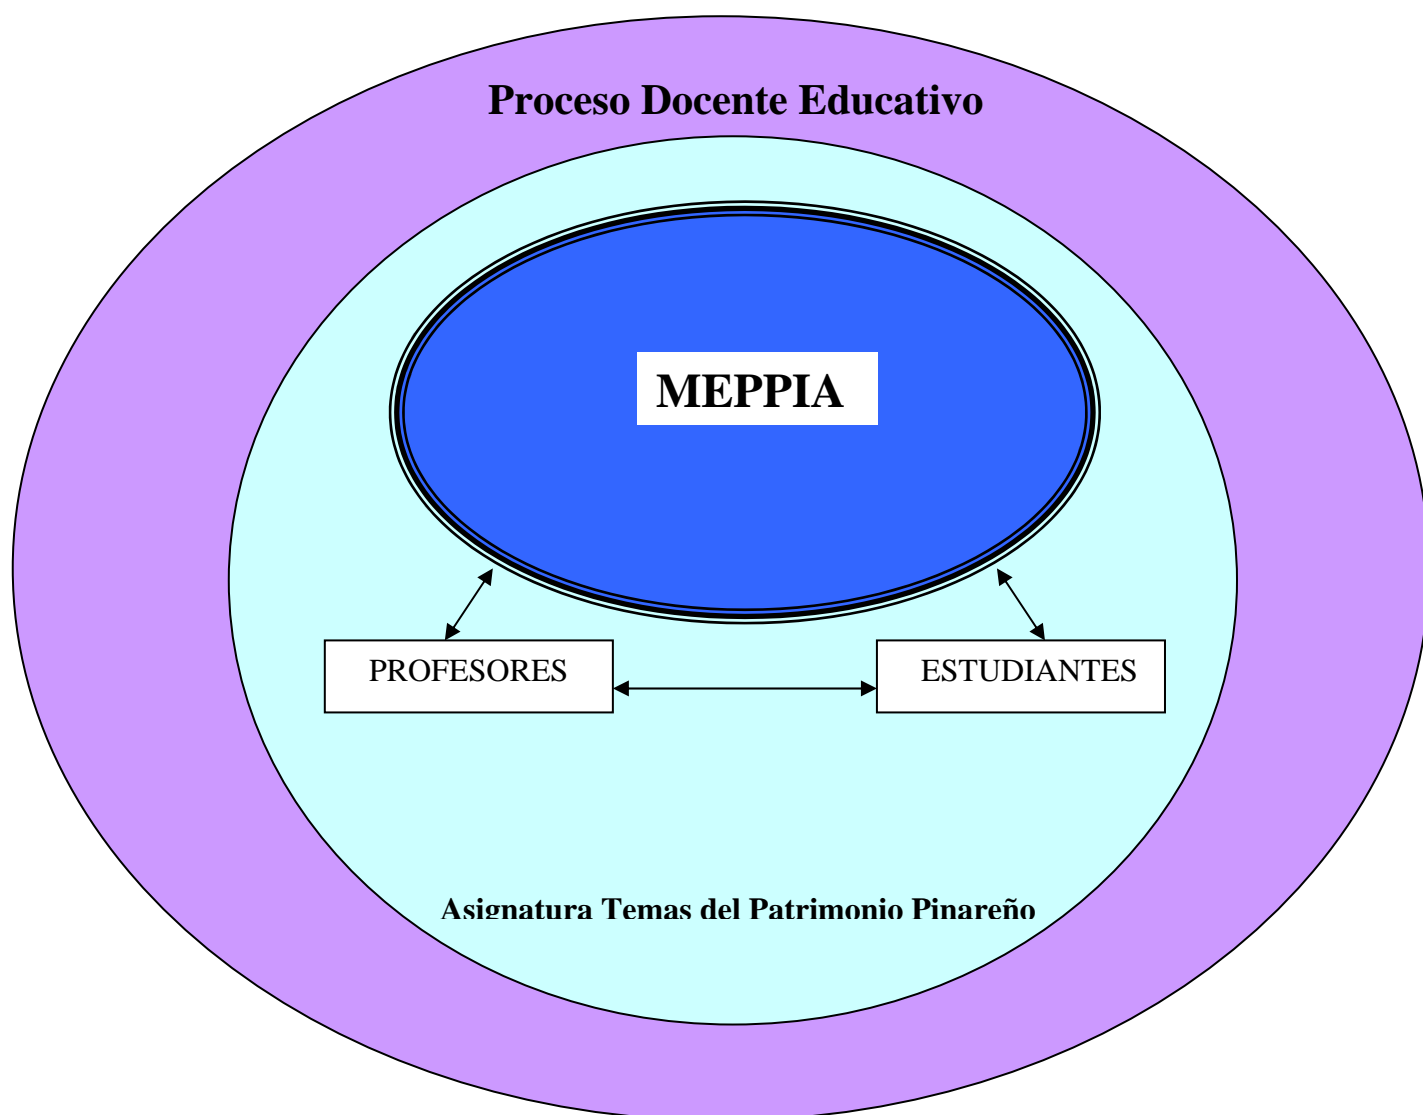 Proceso Docente Educativo
MEPPIA
PROFESORES
ESTUDIANTES
Asignatura Temas del Patrimonio Pinareño